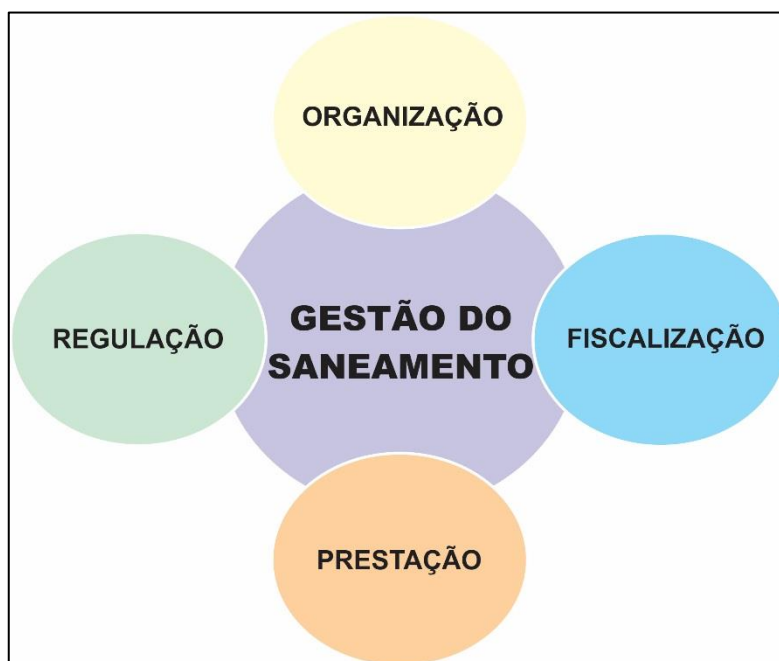 ORGANIZAÇÃO
REGULAÇÃO
GESTÃO DO
SANEAMENTO
FISCALIZAÇÃO
PRESTAÇÃO